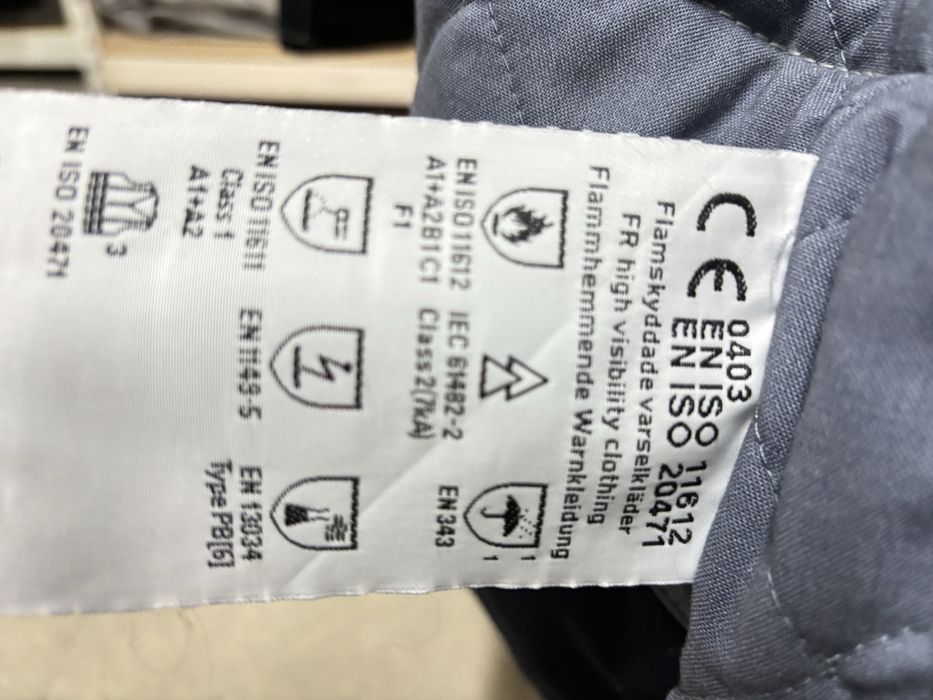 CE 0403
EN ISO 11612
EN ISO 20471
Flamskyddade varselkläder
FR high visibility clothing
Flammhemmende Warnkleidung
1
1
EN ISO 11612 IEC 61482-2 EN 343
A1+A2B1C1 Class2(7kA)
F1
EN ISO 11611 EN 1149-5 EN 13034
Class 1 Type PB[6]
A1+A2
3
EN ISO 20471